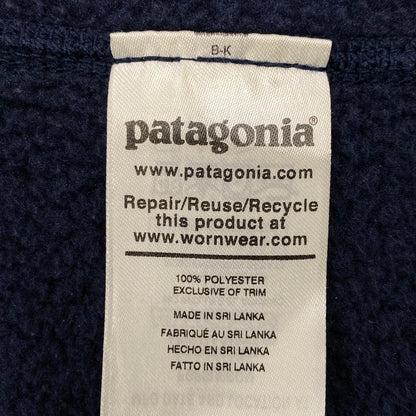 B-K
patagonia®
www.patagonia.com
Repair/Reuse/Recycle
this product at
www.wornwear.com
100% POLYESTER
EXCLUSIVE OF TRIM
MADE IN SRI LANKA
FABRIQUÉ AU SRI LANKA
HECHO EN SRI LANKA
FATTO IN SRI LANKA